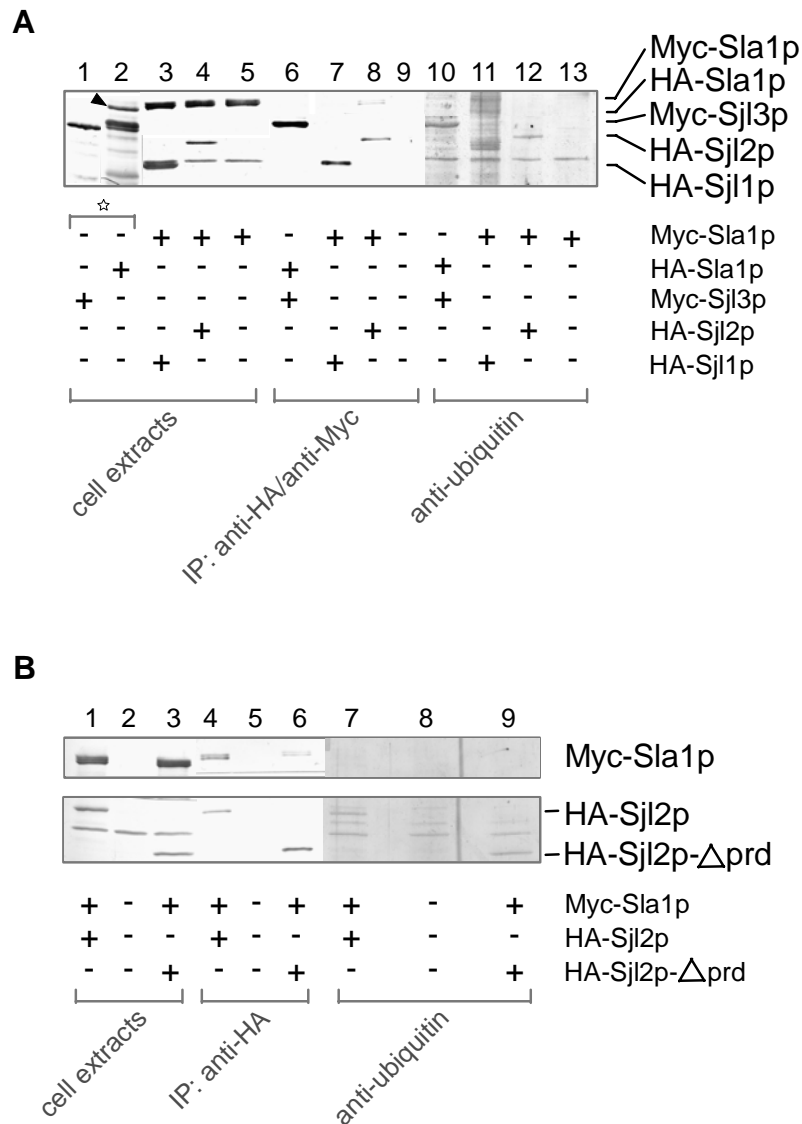 A
1 2 3 4 5 6 7 8 9 10 11 12 13
Myc-Sla1p
HA-Sla1p
Myc-Sjl3p
HA-Sjl2p
HA-Sjl1p
☆
- - + + + - + + - - + + + Myc-Sla1p
- + - - - + - - - + - - - HA-Sla1p
+ - - - - + - - - + - - - Myc-Sjl3p
- - - + - - - + - - - + - HA-Sjl2p
- - + - - - + - - - + - - HA-Sjl1p
cell extracts
IP: anti-HA/anti-Myc
anti-ubiquitin
B
1 2 3 4 5 6 7 8 9
Myc-Sla1p
HA-Sjl2p
HA-Sjl2p-△prd
+ - + + - + + - + Myc-Sla1p
+ - - + - - + - - HA-Sjl2p
- - + - - + - - + HA-Sjl2p-△prd
cell extracts
IP: anti-HA
anti-ubiquitin